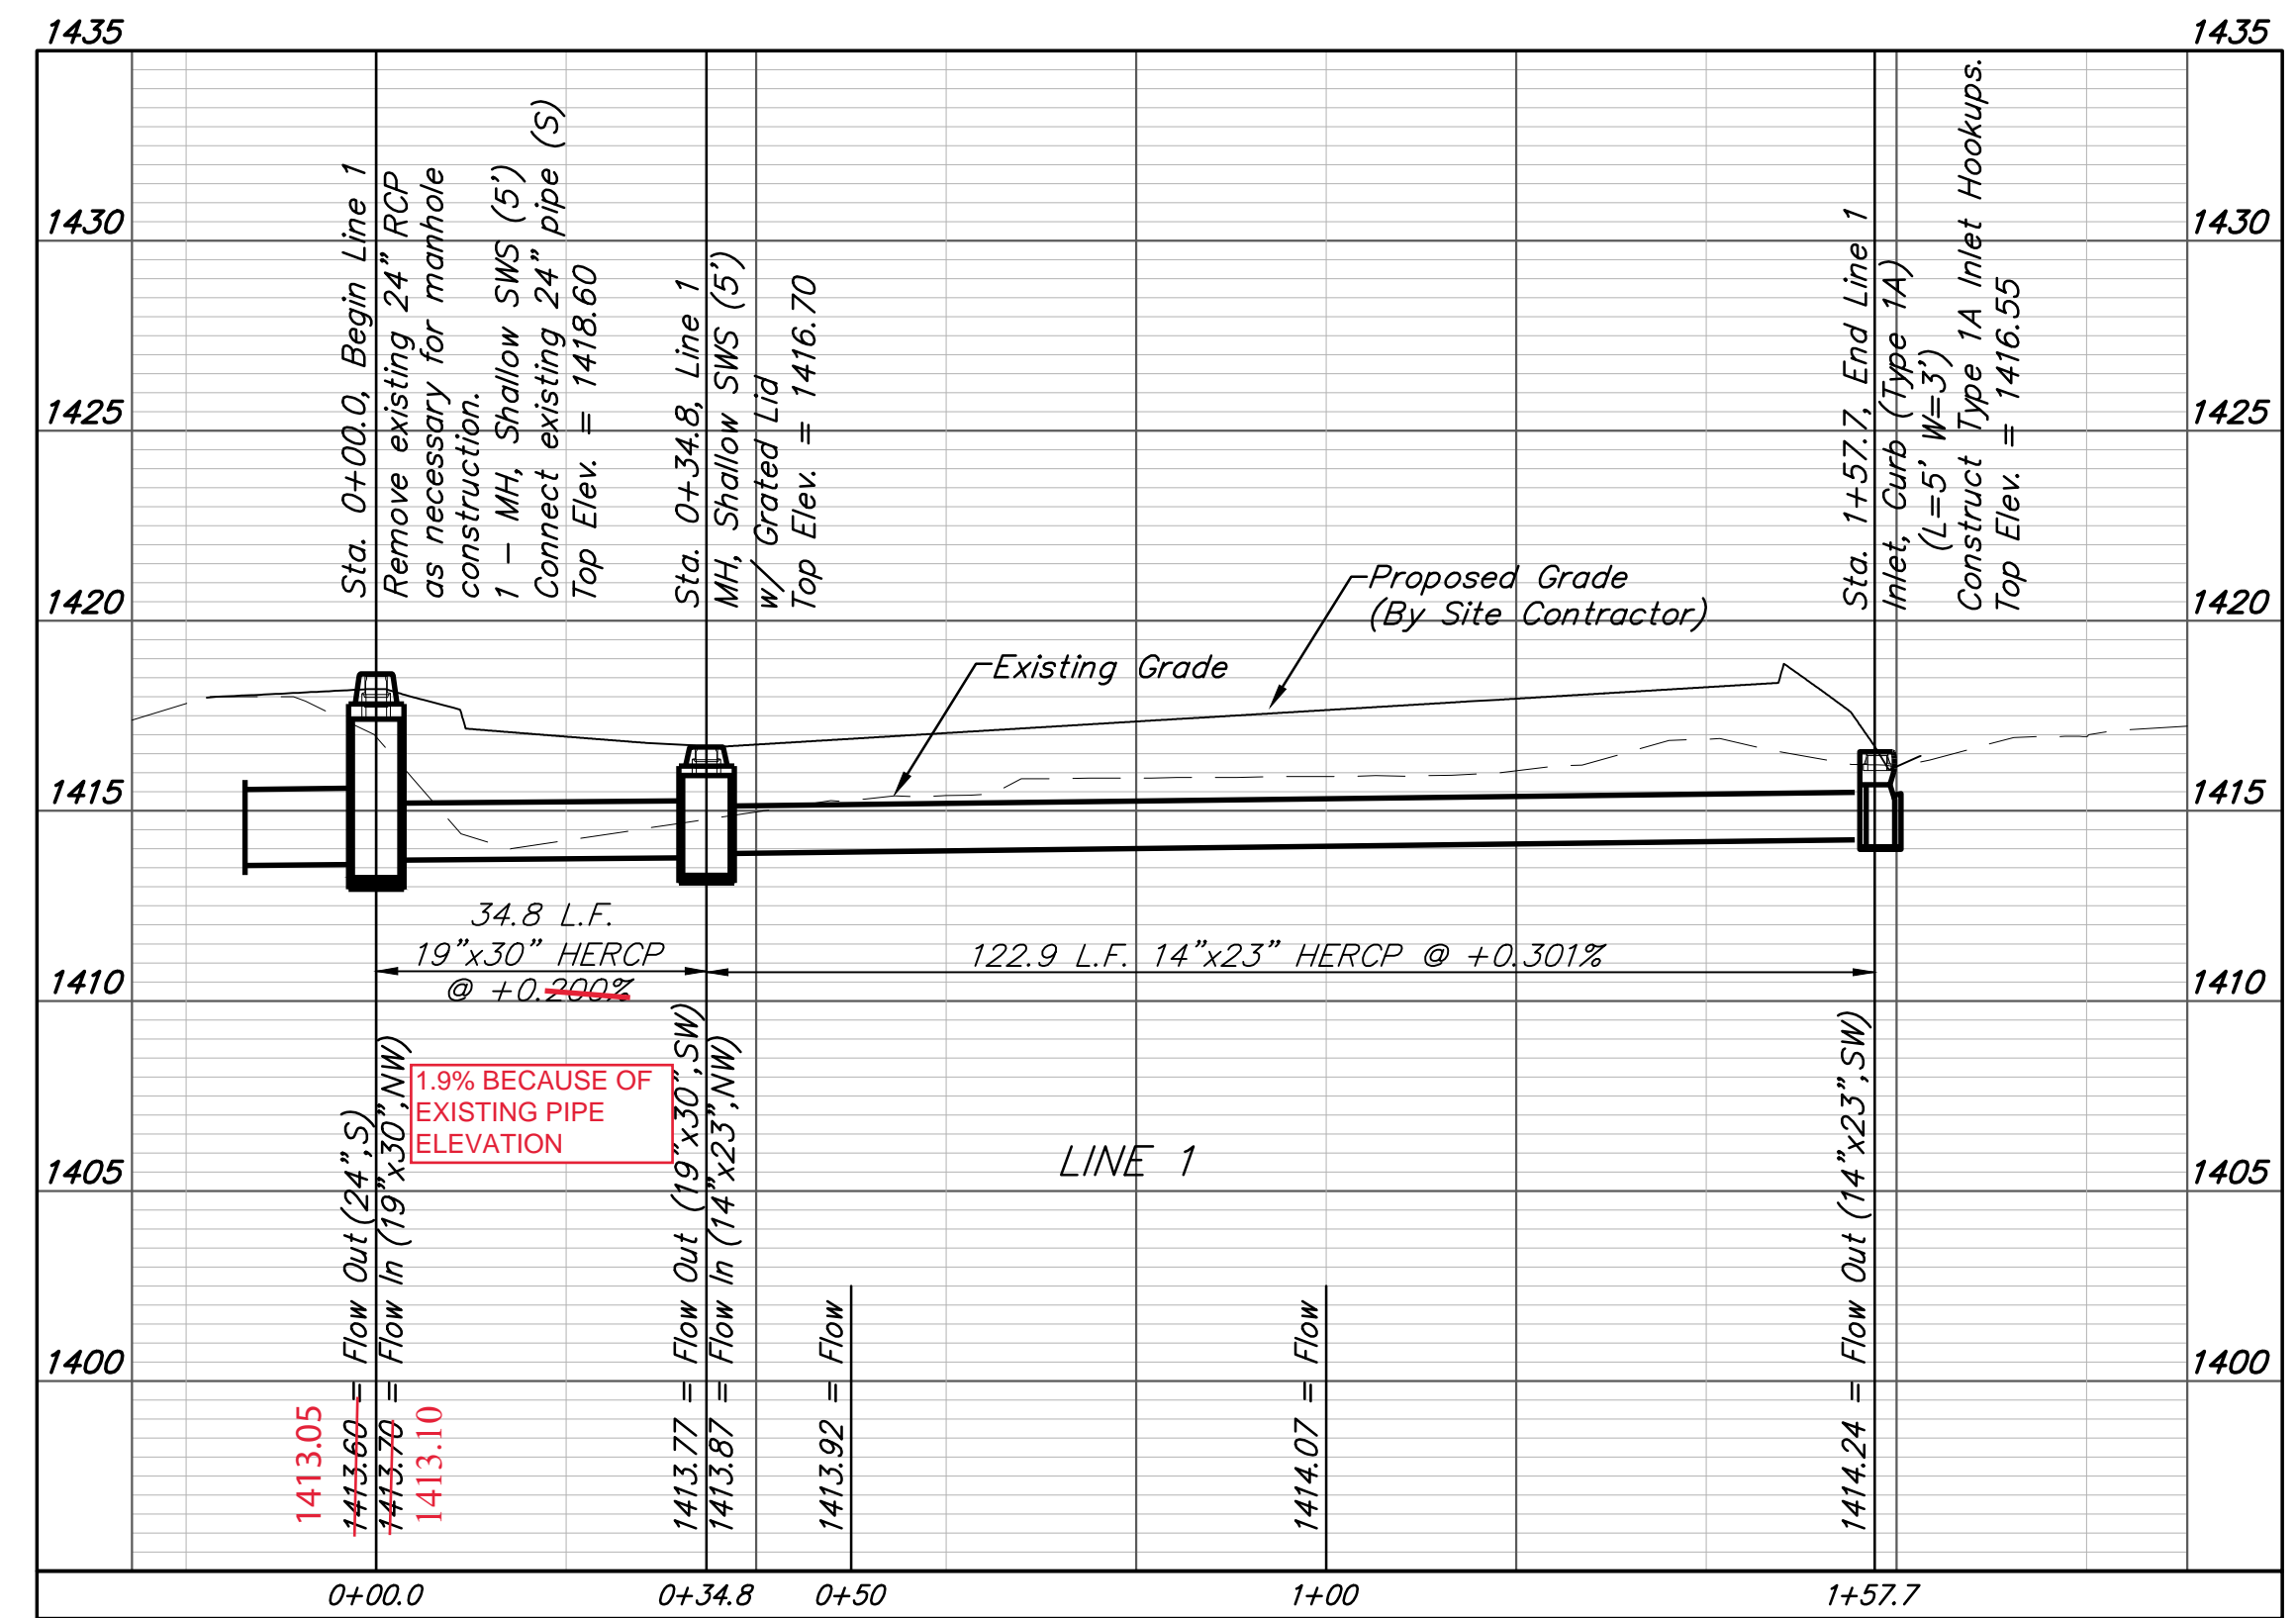 1435
1435
1430
1430
1425
1425
1420
1420
1415
1415
1410
1410
1405
1405
1400
1400
Sta. 0+00.0, Begin Line 1
Remove existing 24" RCP
as necessary for manhole
construction.
1 - MH, Shallow SWS (5')
Connect existing 24" pipe (S)
Top Elev. = 1418.60
Sta. 0+34.8, Line 1
MH, Shallow SWS (5')
w/ Grated Lid
Top Elev. = 1416.70
Sta. 1+57.7, End Line 1
Inlet, Curb (Type 1A)
(L=5' W=3')
Construct Type 1A Inlet Hookups.
Top Elev. = 1416.55
Proposed Grade
(By Site Contractor)
Existing Grade
34.8 L.F.
19"x30" HERCP
@ +0.200%
122.9 L.F. 14"x23" HERCP @ +0.301%
1.9% BECAUSE OF
EXISTING PIPE
ELEVATION
LINE 1
1413.05
1413.60 = Flow Out (24",S)
1413.70 = Flow In (19"x30",NW)
1413.10
1413.77 = Flow Out (19"x30",SW)
1413.87 = Flow In (14"x23",NW)
1413.92 = Flow
1414.07 = Flow
1414.24 = Flow Out (14"x23",SW)
0+00.0
0+34.8
0+50
1+00
1+57.7